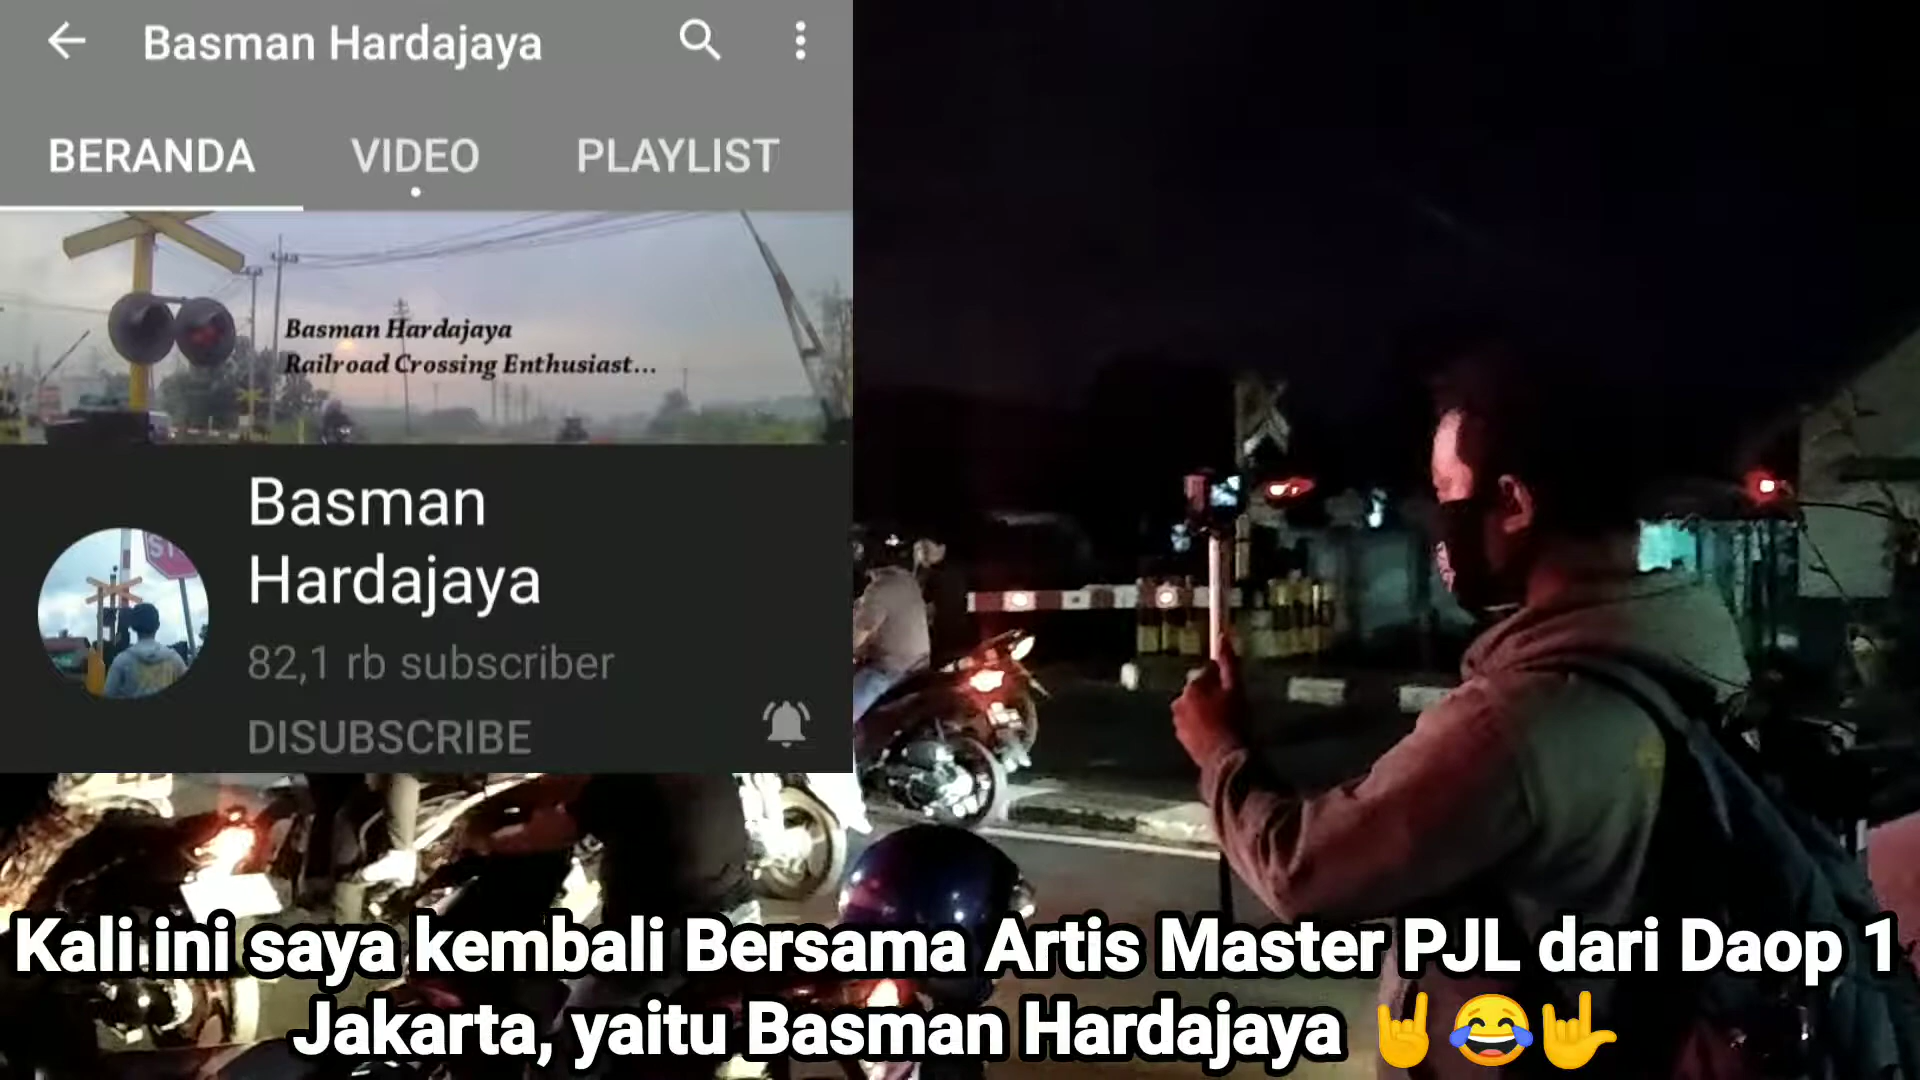 Basman Hardajaya
BERANDA VIDEO PLAYLIST
Basman Hardajaya
Railroad Crossing Enthusiast...
Basman
Hardajaya
82,1 rb subscriber
DISUBSCRIBE
Kali ini saya kembali Bersama Artis Master PJL dari Daop 1
Jakarta, yaitu Basman Hardajaya 🤘😂🤟